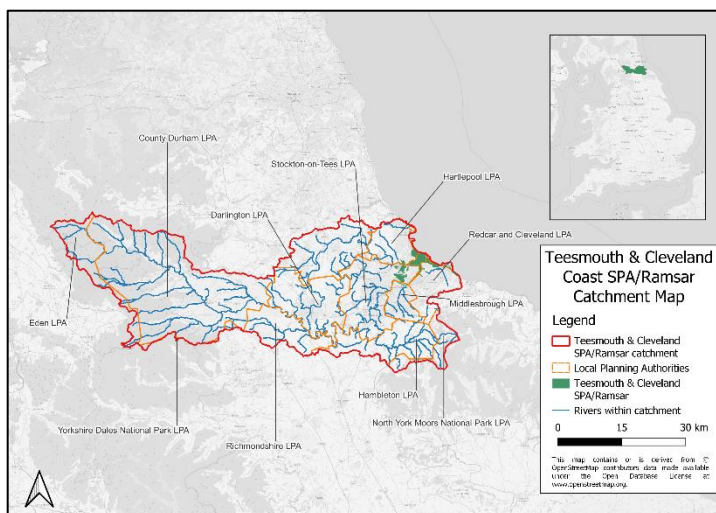 County Durham LPA
Stockton-on-Tees LPA
Hartlepool LPA
Darlington LPA
Redcar and Cleveland LPA
Middlesbrough LPA
Eden LPA
Hambleton LPA
North York Moors National Park LPA
Yorkshire Dales National Park LPA
Richmondshire LPA
Teesmouth & Cleveland
Coast SPA/Ramsar
Catchment Map
Legend
Teesmouth & Cleveland
SPA/Ramsar catchment
Local Planning Authorities
Teesmouth & Cleveland
SPA/Ramsar
Rivers within catchment
0 15 30 km
This map contains or is derived from ©
OpenStreetMap contributors data made available
under the Open Database License at
www.openstreetmap.org.